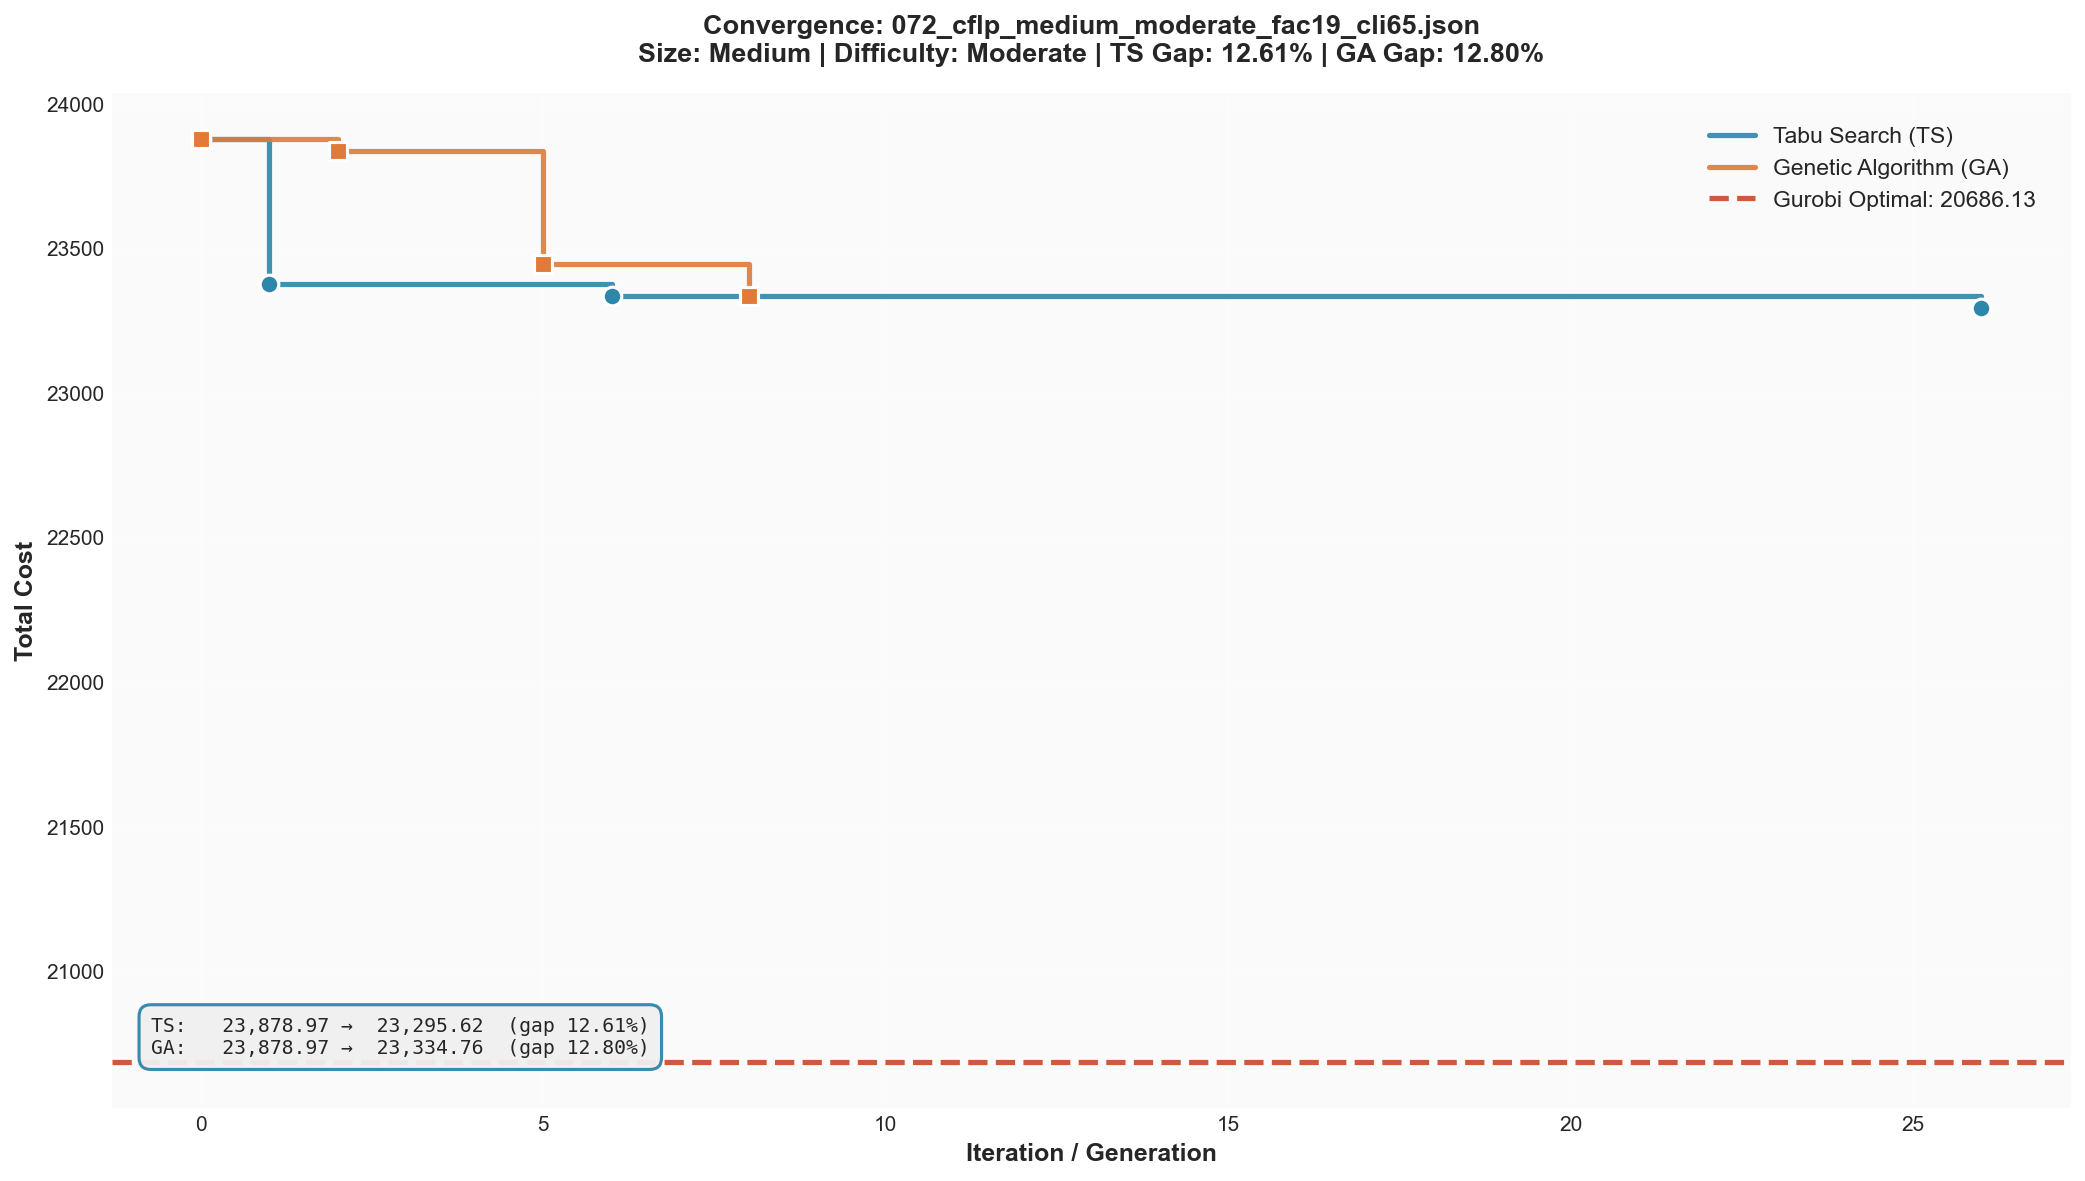 Convergence: 072_cflp_medium_moderate_fac19_cli65.json
Size: Medium | Difficulty: Moderate | TS Gap: 12.61% | GA Gap: 12.80%
24000
23500
23000
22500
22000
21500
21000
Total Cost
Tabu Search (TS)
Genetic Algorithm (GA)
Gurobi Optimal: 20686.13
TS: 23,878.97 → 23,295.62 (gap 12.61%)
GA: 23,878.97 → 23,334.76 (gap 12.80%)
0 5 10 15 20 25
Iteration / Generation